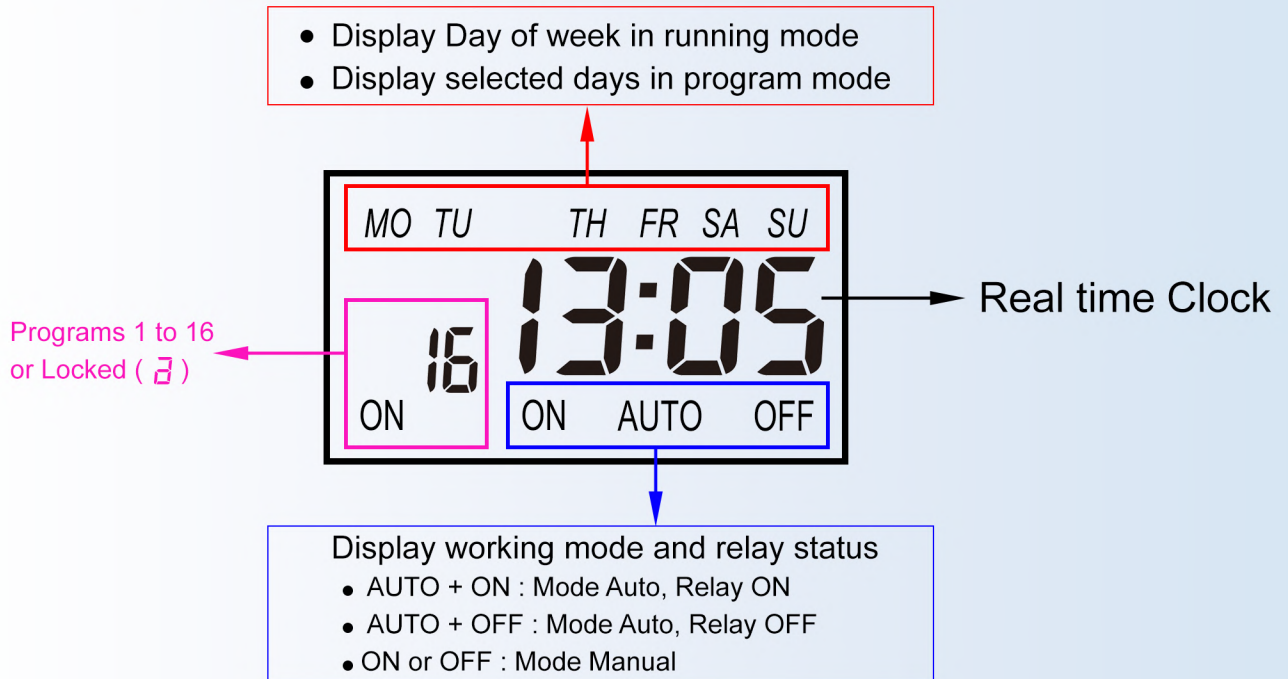 • Display Day of week in running mode
• Display selected days in program mode
MO TU TH FR SA SU
13:05
Real time Clock
Programs 1 to 16
or Locked ( a )
16
ON
ON AUTO OFF
Display working mode and relay status
• AUTO + ON : Mode Auto, Relay ON
• AUTO + OFF : Mode Auto, Relay OFF
• ON or OFF : Mode Manual